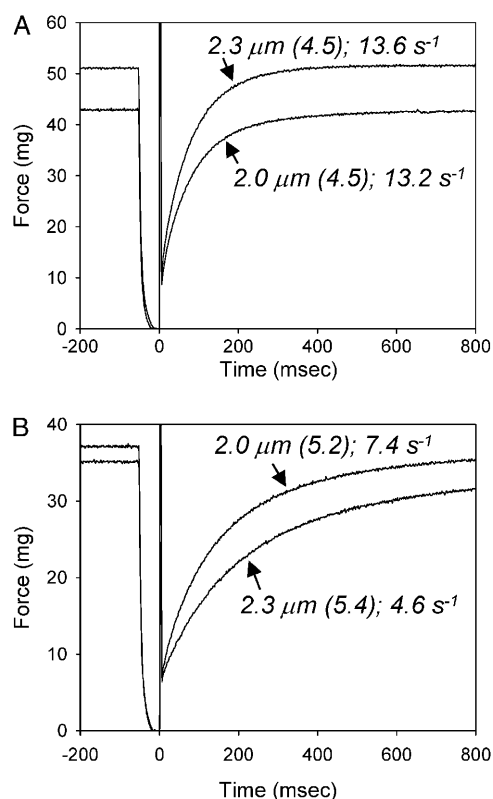 A
Force (mg)
60
50
40
30
20
10
0
2.3 μm (4.5); 13.6 s-1
2.0 μm (4.5); 13.2 s-1
-200
0
200
400
600
800
Time (msec)
B
Force (mg)
40
30
20
10
0
2.0 μm (5.2); 7.4 s-1
2.3 μm (5.4); 4.6 s-1
-200
0
200
400
600
800
Time (msec)